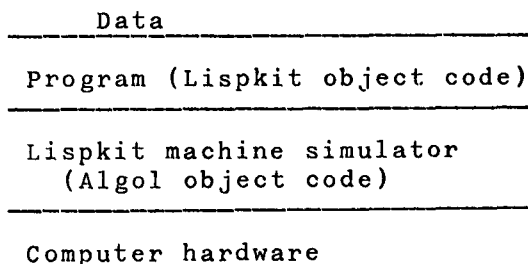 Data
Program (Lispkit object code)
Lispkit machine simulator
(Algol object code)
Computer hardware